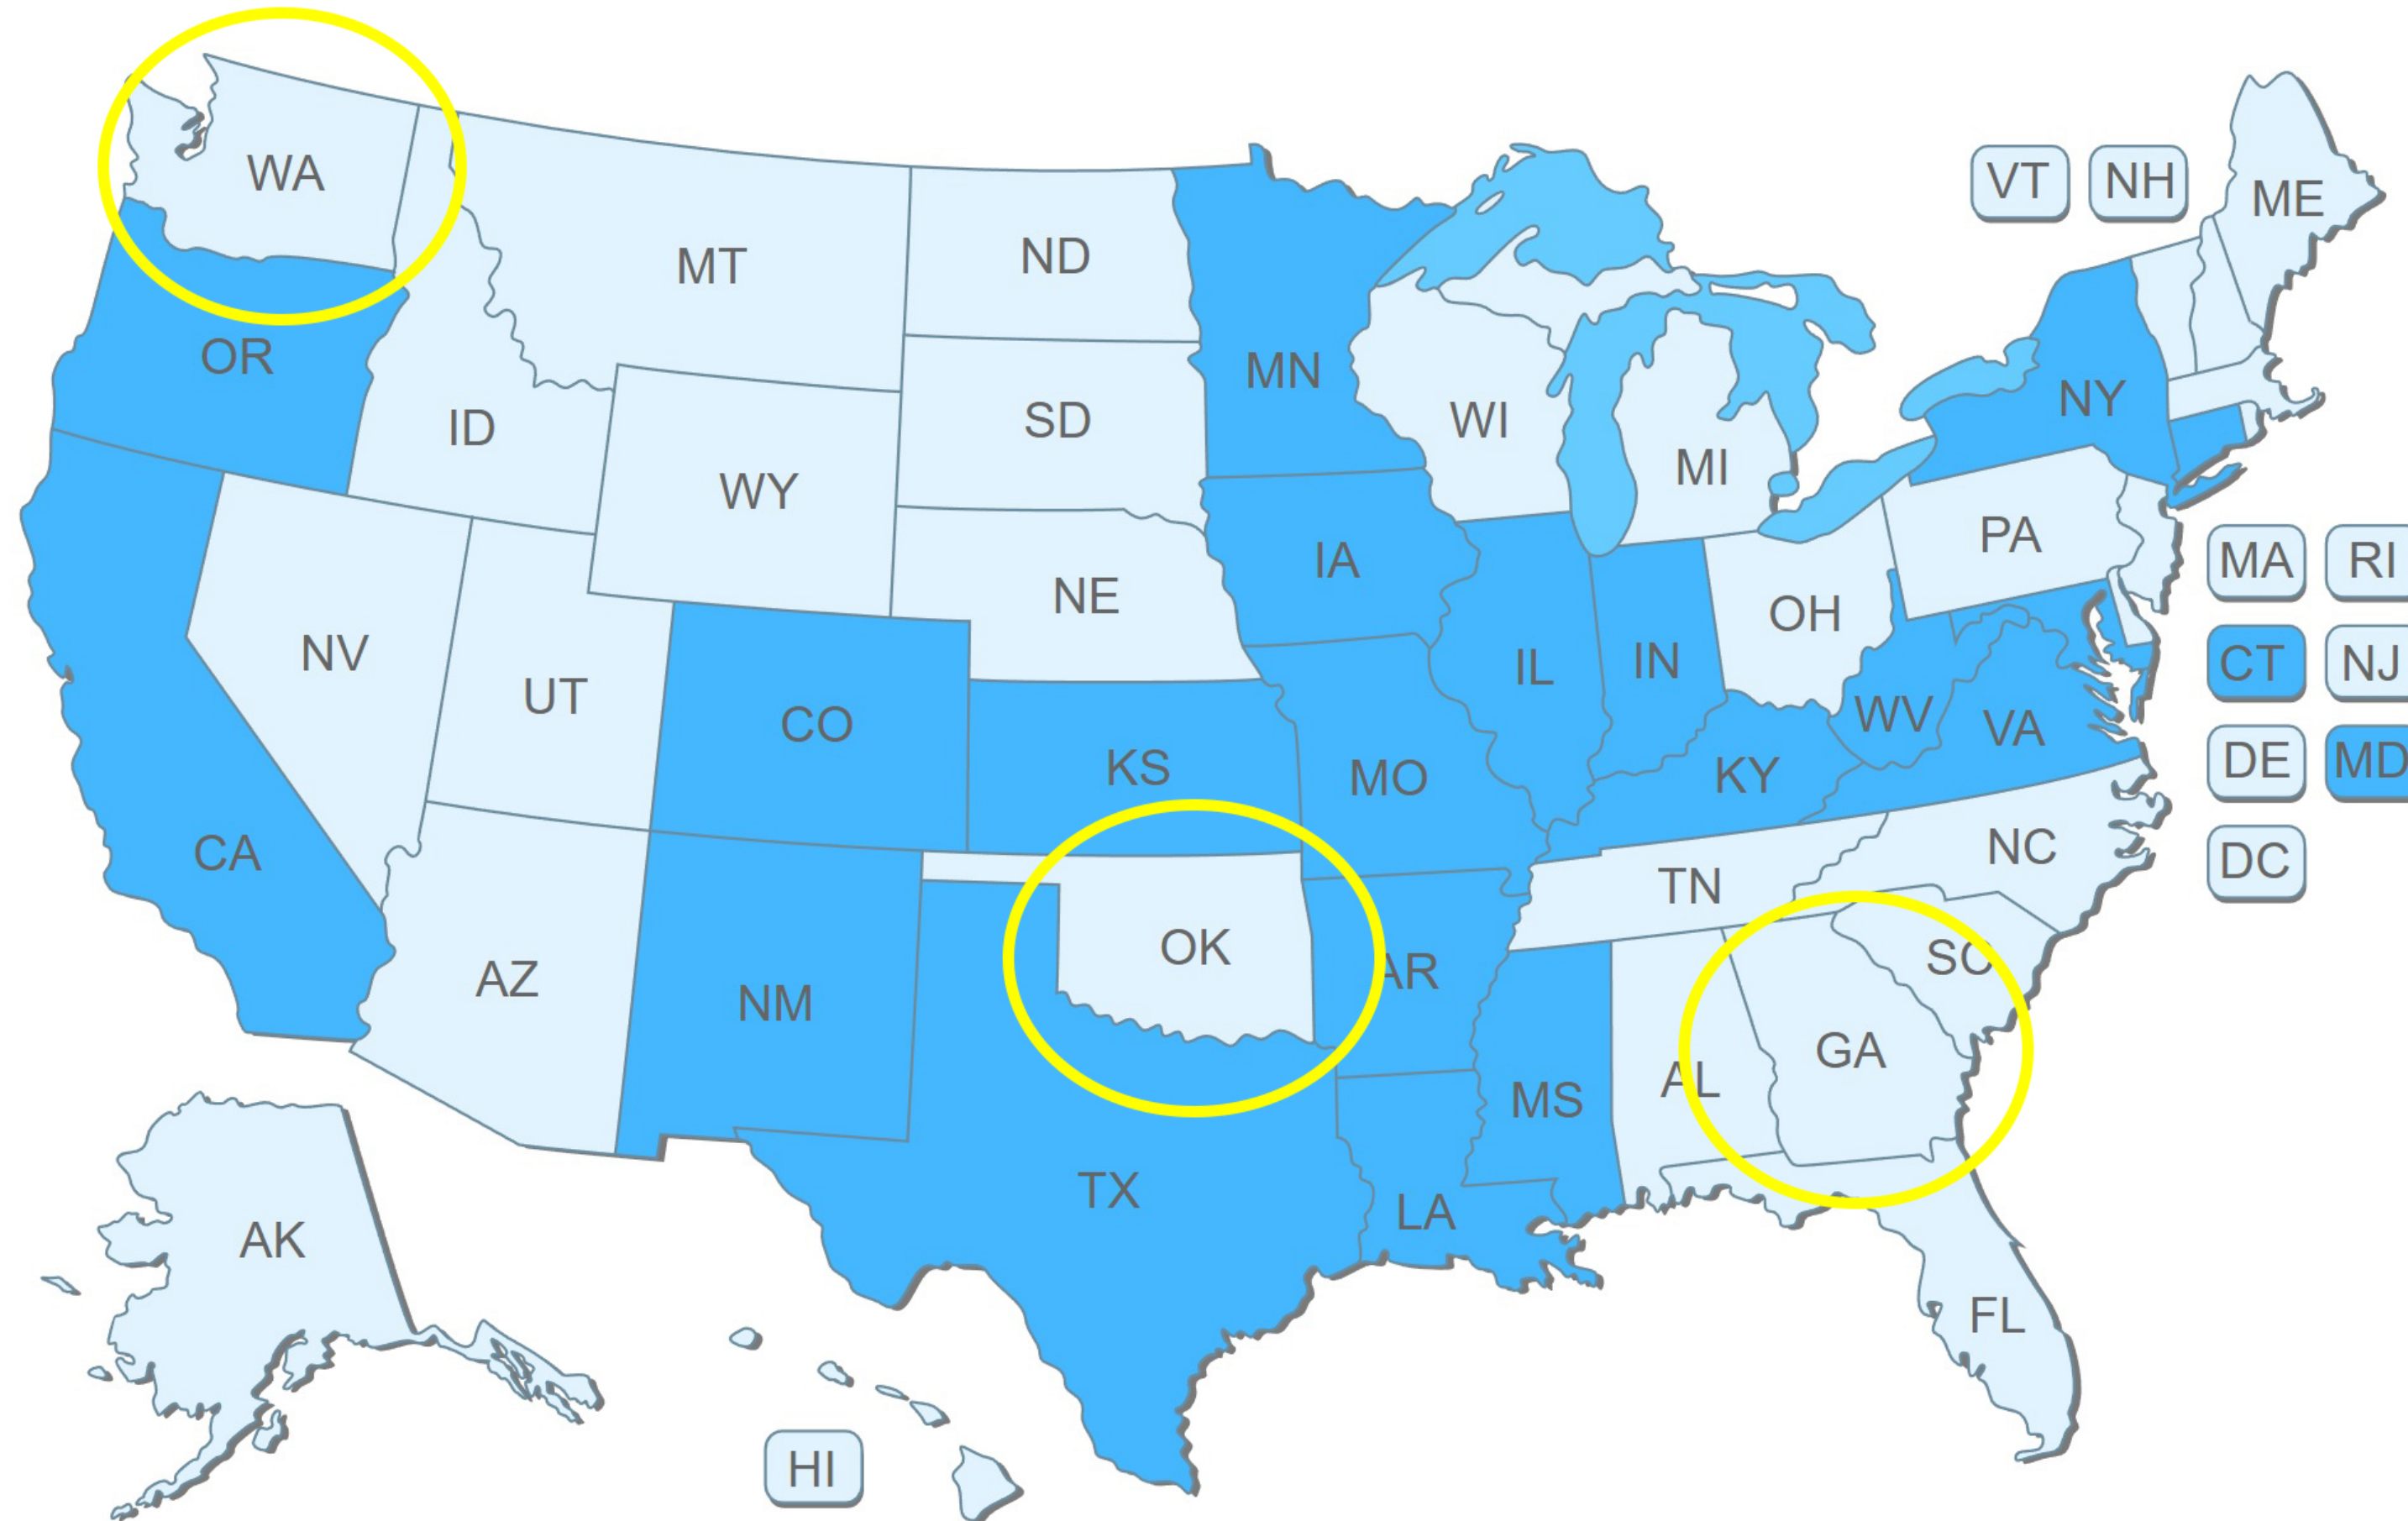 WA
VT NH
ME
MT
ND
OR
MN
NY
ID
SD
WI
MI
WY
PA
IA
MA RI
NE
OH
NV
UT
IL
IN
CT NJ
CO
KS
MO
KY
WV
VA
DE MD
CA
TN
NC
DC
AZ
NM
OK
AR
SC
GA
AL
MS
TX
LA
AK
FL
HI